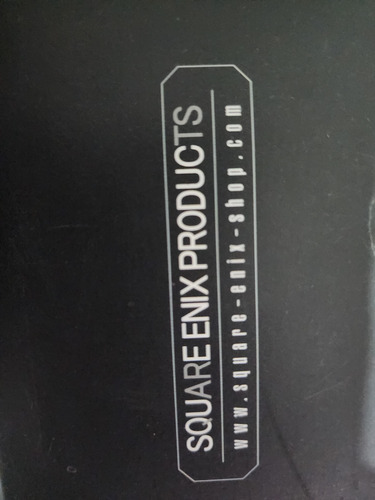 SQUARE ENIX PRODUCTS
www.square-enix-shop.com